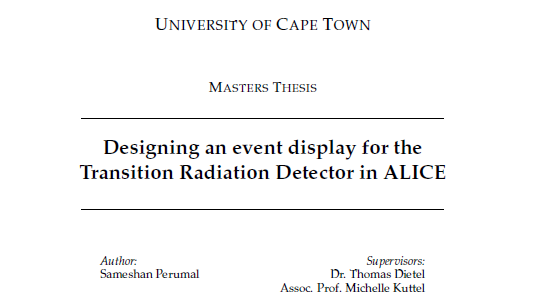 UNIVERSITY OF CAPE TOWN
MASTERS THESIS
Designing an event display for the
Transition Radiation Detector in ALICE
Author:
Sameshan Perumal
Supervisors:
Dr. Thomas Dietel
Assoc. Prof. Michelle Kuttel